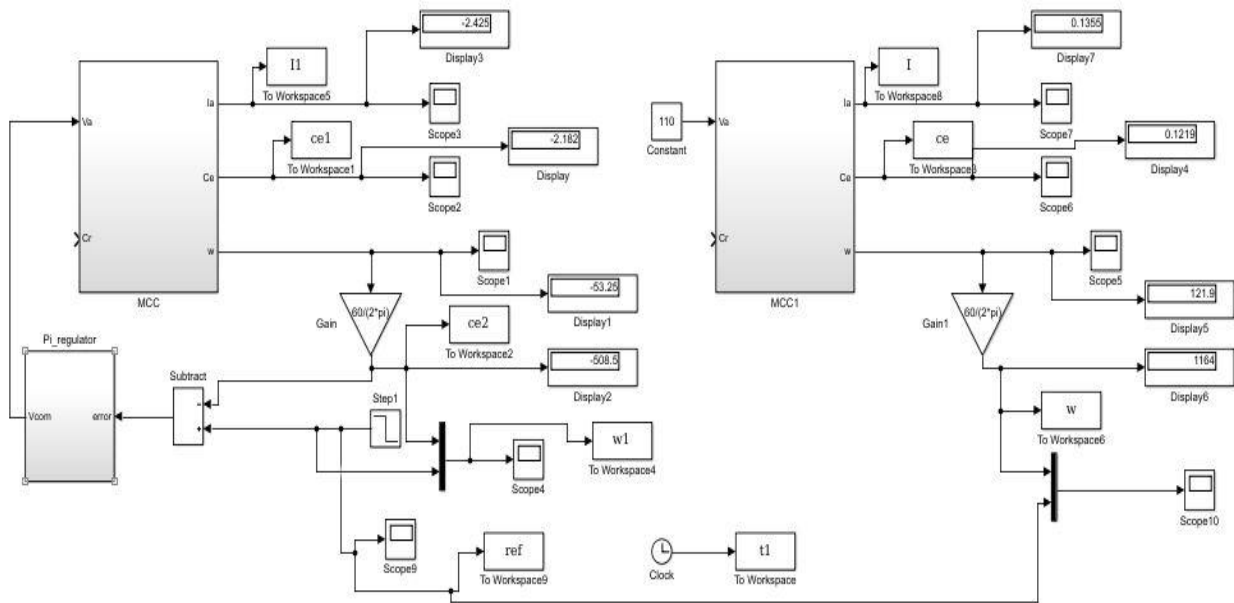 -2.425
Display3
I1
To Workspace5
Ia
Scope3
Va
ce1
To Workspace1
-2.182
Display
Ce
Scope2
Cr
w
Scope1
MCC
60/(2*pi)
Gain
-53.25
Display1
ce2
To Workspace2
-508.5
Display2
Pi_regulator
Vcom
error
Subtract
Step1
w1
To Workspace4
Scope4
Scope9
ref
To Workspace9
Clock
t1
To Workspace
0.1355
Display7
I
To Workspace8
Ia
Scope7
110
Constant
Va
ce
0.1219
Display4
Ce
Scope6
Cr
w
Scope5
MCC1
60/(2*pi)
Gain1
121.9
Display5
1164
Display6
w
To Workspace6
Scope10